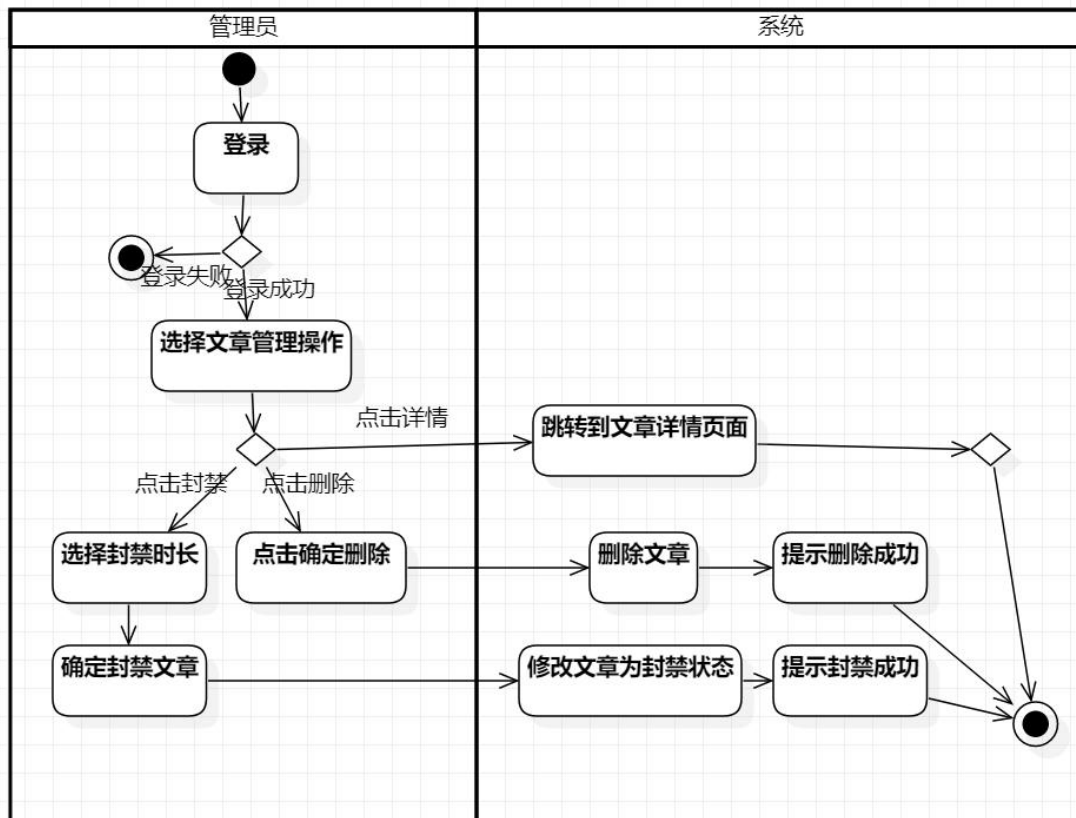 管理员
系统
登录
登录失败
登录成功
选择文章管理操作
点击详情
跳转到文章详情页面
点击封禁
点击删除
选择封禁时长
点击确定删除
删除文章
提示删除成功
确定封禁文章
修改文章为封禁状态
提示封禁成功